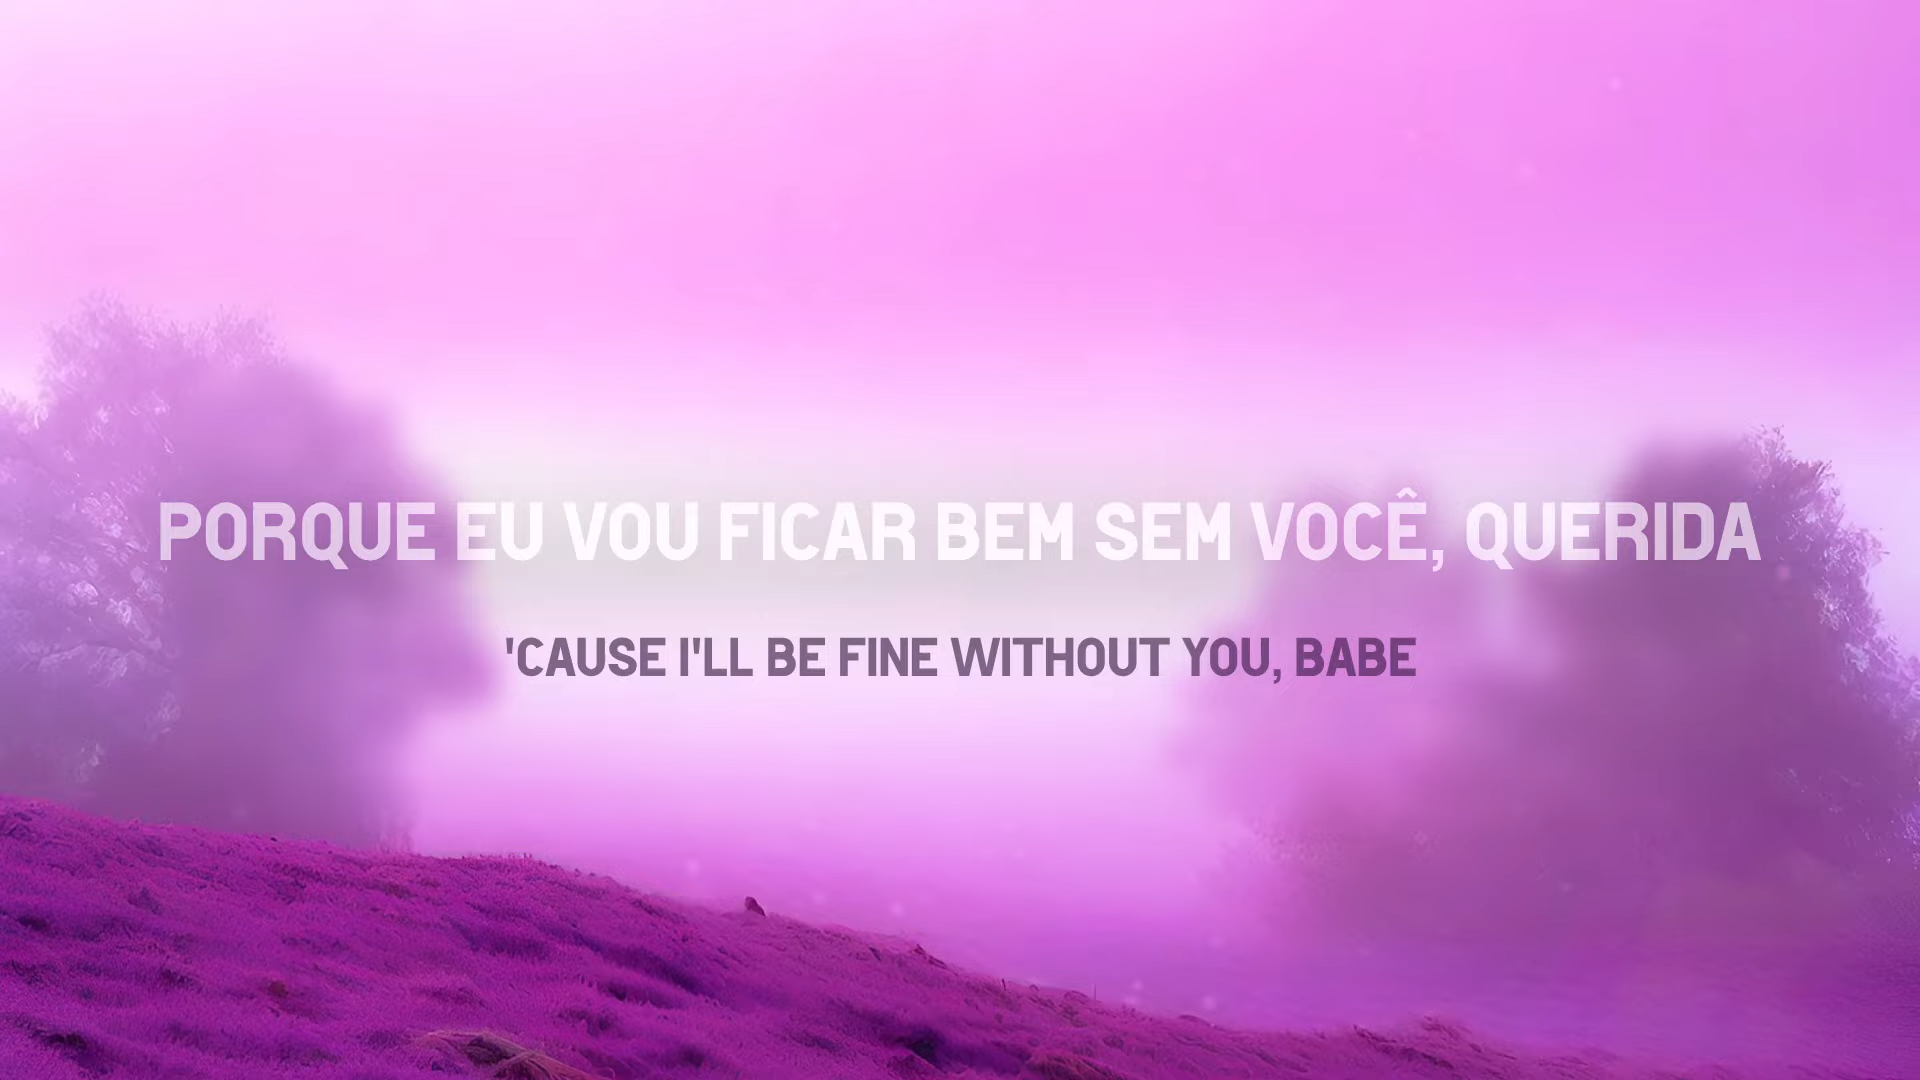 PORQUE EU VOU FICAR BEM SEM VOCÊ, QUERIDA
'CAUSE I'LL BE FINE WITHOUT YOU, BABE